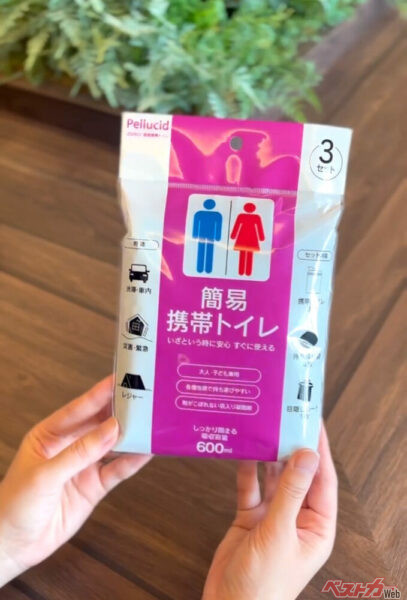 Pellucid
3
セット
用途
渋滞・車内
災害・緊急
レジャー
簡易
携帯トイレ
いざという時に安心 すぐに使える
大人・子ども兼用
各個包装で持ち運びやすい
粉がこぼれない袋入り凝固剤
しっかり固まる
吸収容量
600ml
セット内容
ベストカーWeb